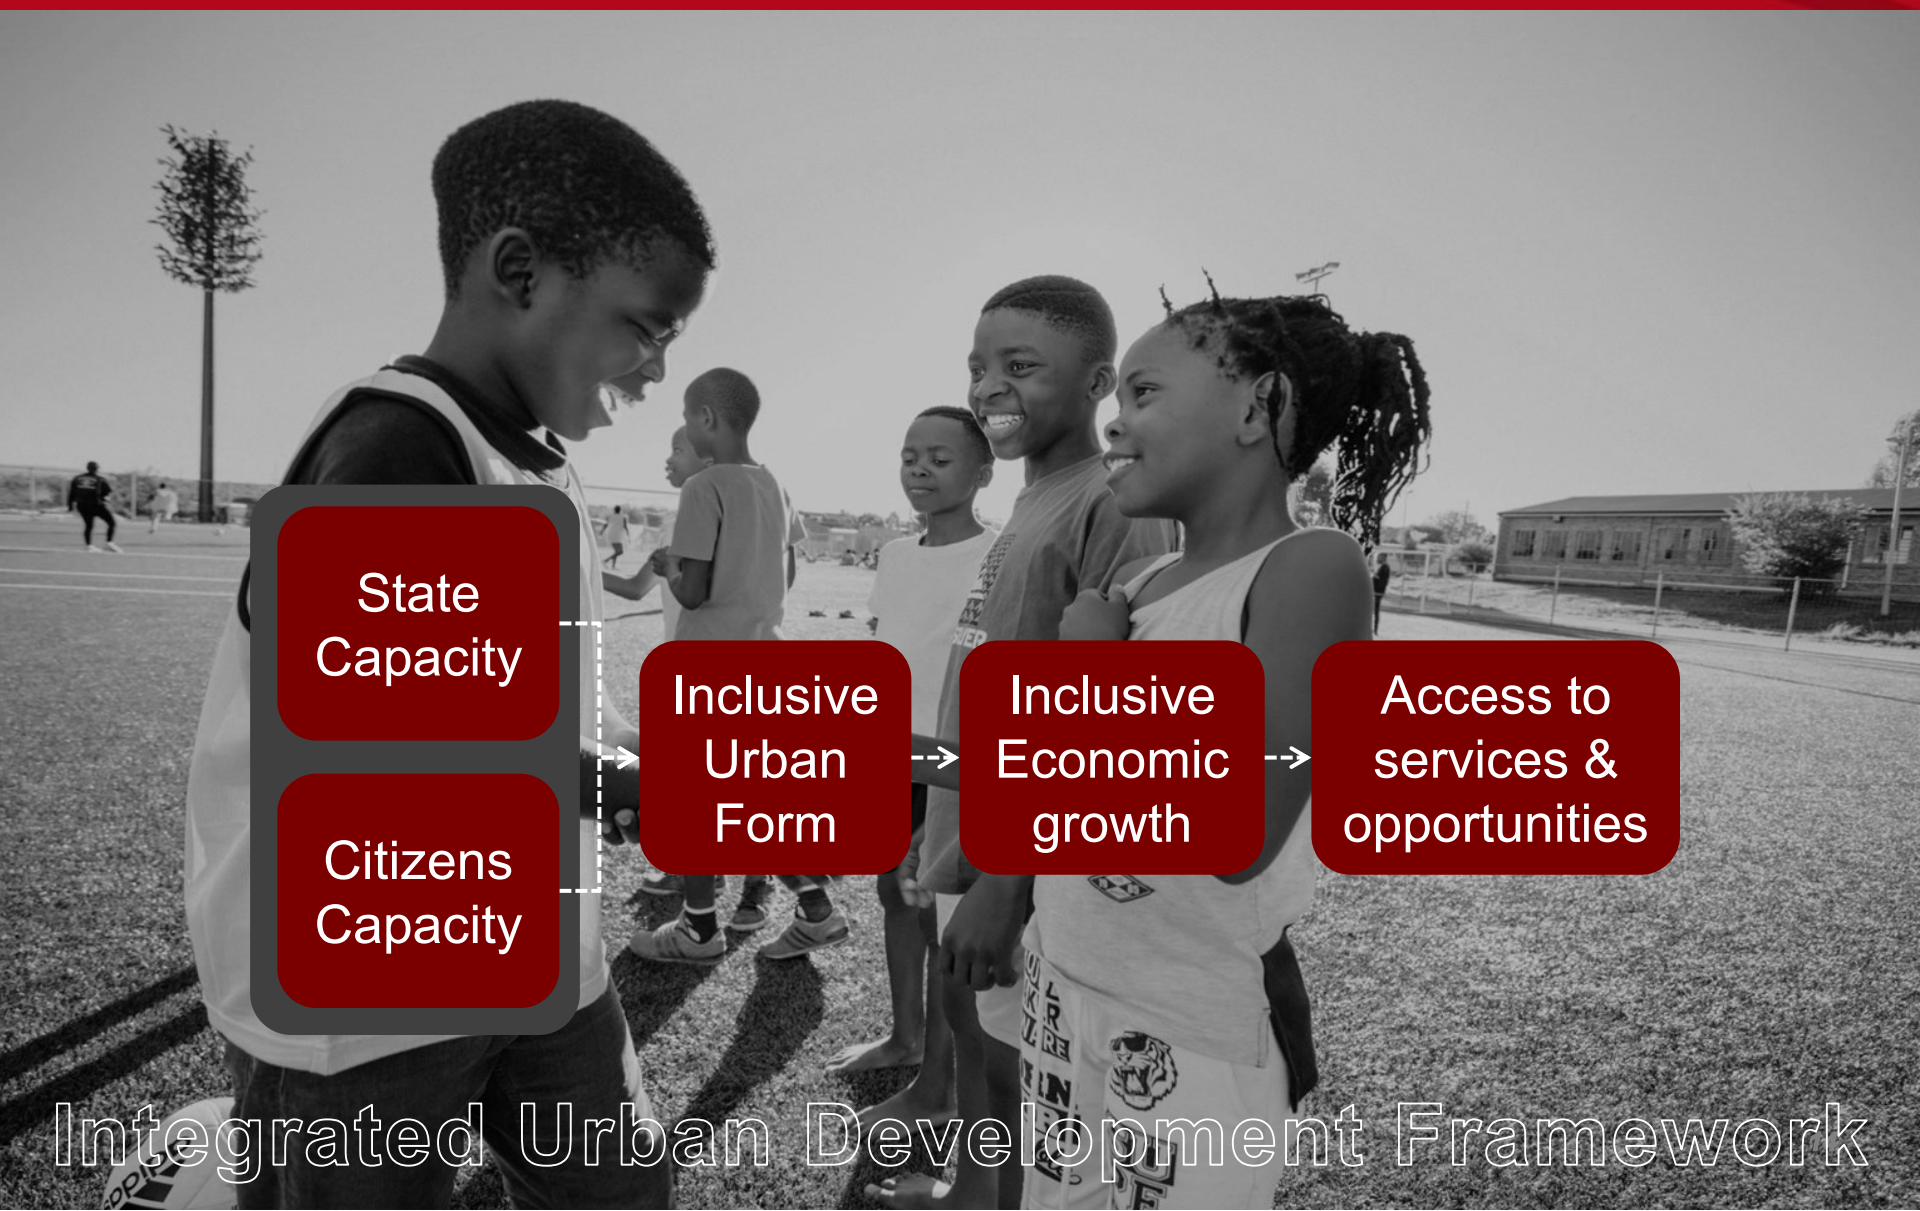 State
Capacity
Citizens
Capacity
Inclusive
Urban
Form
Inclusive
Economic
growth
Access to
services &
opportunities
Integrated Urban Development Framework